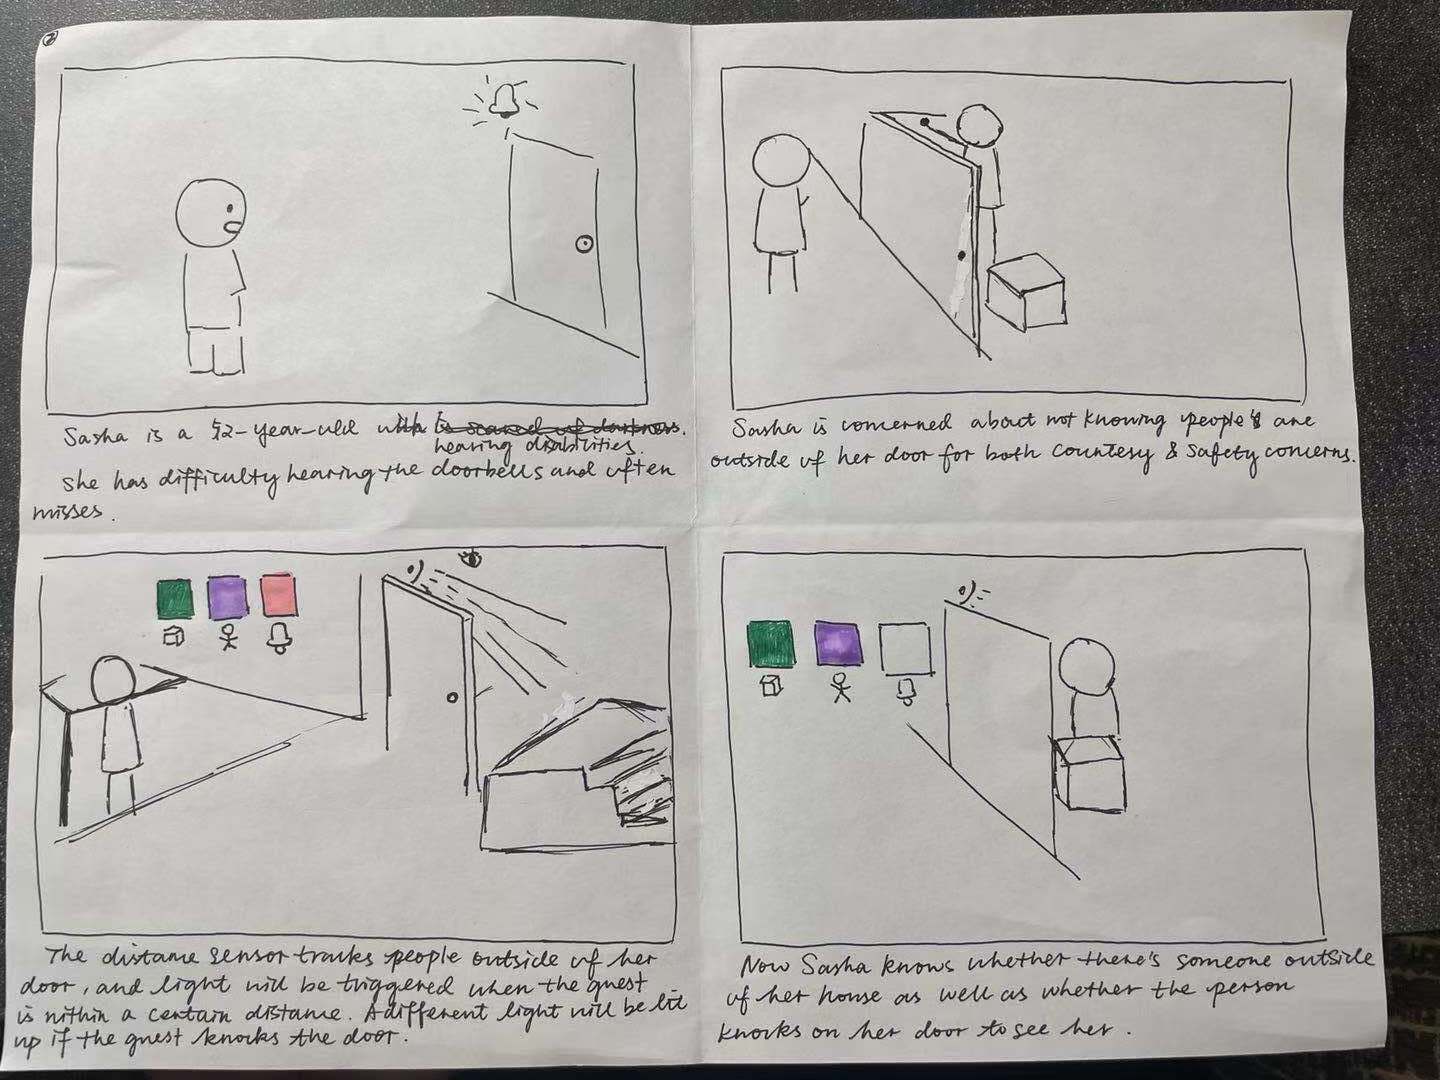 ②
Sasha is a 52-year-old with is scared of darkness.
hearing disabilities.
She has difficulty hearing the doorbells and often
misses.
Sasha is concerned about not knowing people's are
outside of her door for both Courtesy & Safety concerns.
The distance sensor tracks people outside of her
door, and light will be triggered when the guest
is within a certain distance. A different light will be lit
up if the guest knocks the door.
Now Sasha knows whether there's someone outside
of her house as well as whether the person
knocks on her door to see her.